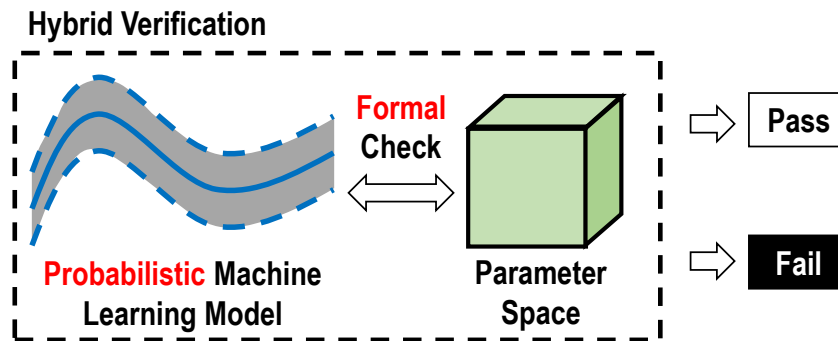 Hybrid Verification
Formal
Check
Pass
Probabilistic Machine
Learning Model
Parameter
Space
Fail